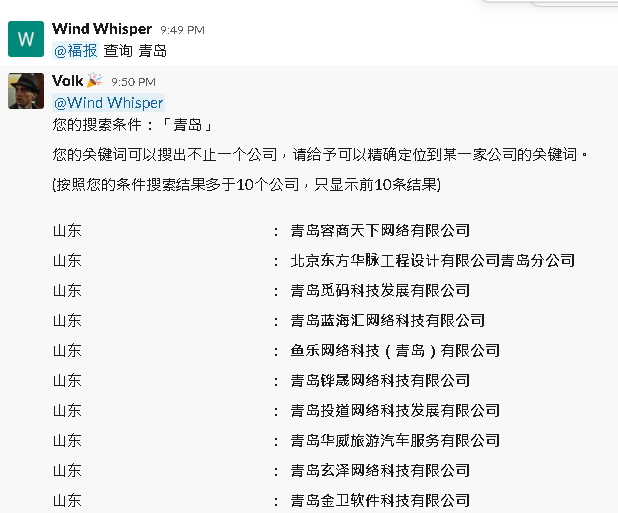 W
Wind Whisper 9:49 PM
@福报 查询 青岛
Volk 🎉 9:50 PM
@Wind Whisper
您的搜索条件：「青岛」
您的关键词可以搜出不止一个公司，请给予可以精确定位到某一家公司的关键词。
(按照您的条件搜索结果多于10个公司，只显示前10条结果)
山东 ： 青岛容商天下网络有限公司
山东 ： 北京东方华脉工程设计有限公司青岛分公司
山东 ： 青岛觅码科技发展有限公司
山东 ： 青岛蓝海汇网络科技有限公司
山东 ： 鱼乐网络科技（青岛）有限公司
山东 ： 青岛铧晟网络科技有限公司
山东 ： 青岛投道网络科技发展有限公司
山东 ： 青岛华威旅游汽车服务有限公司
山东 ： 青岛玄泽网络科技有限公司
山东 ： 青岛金卫软件科技有限公司